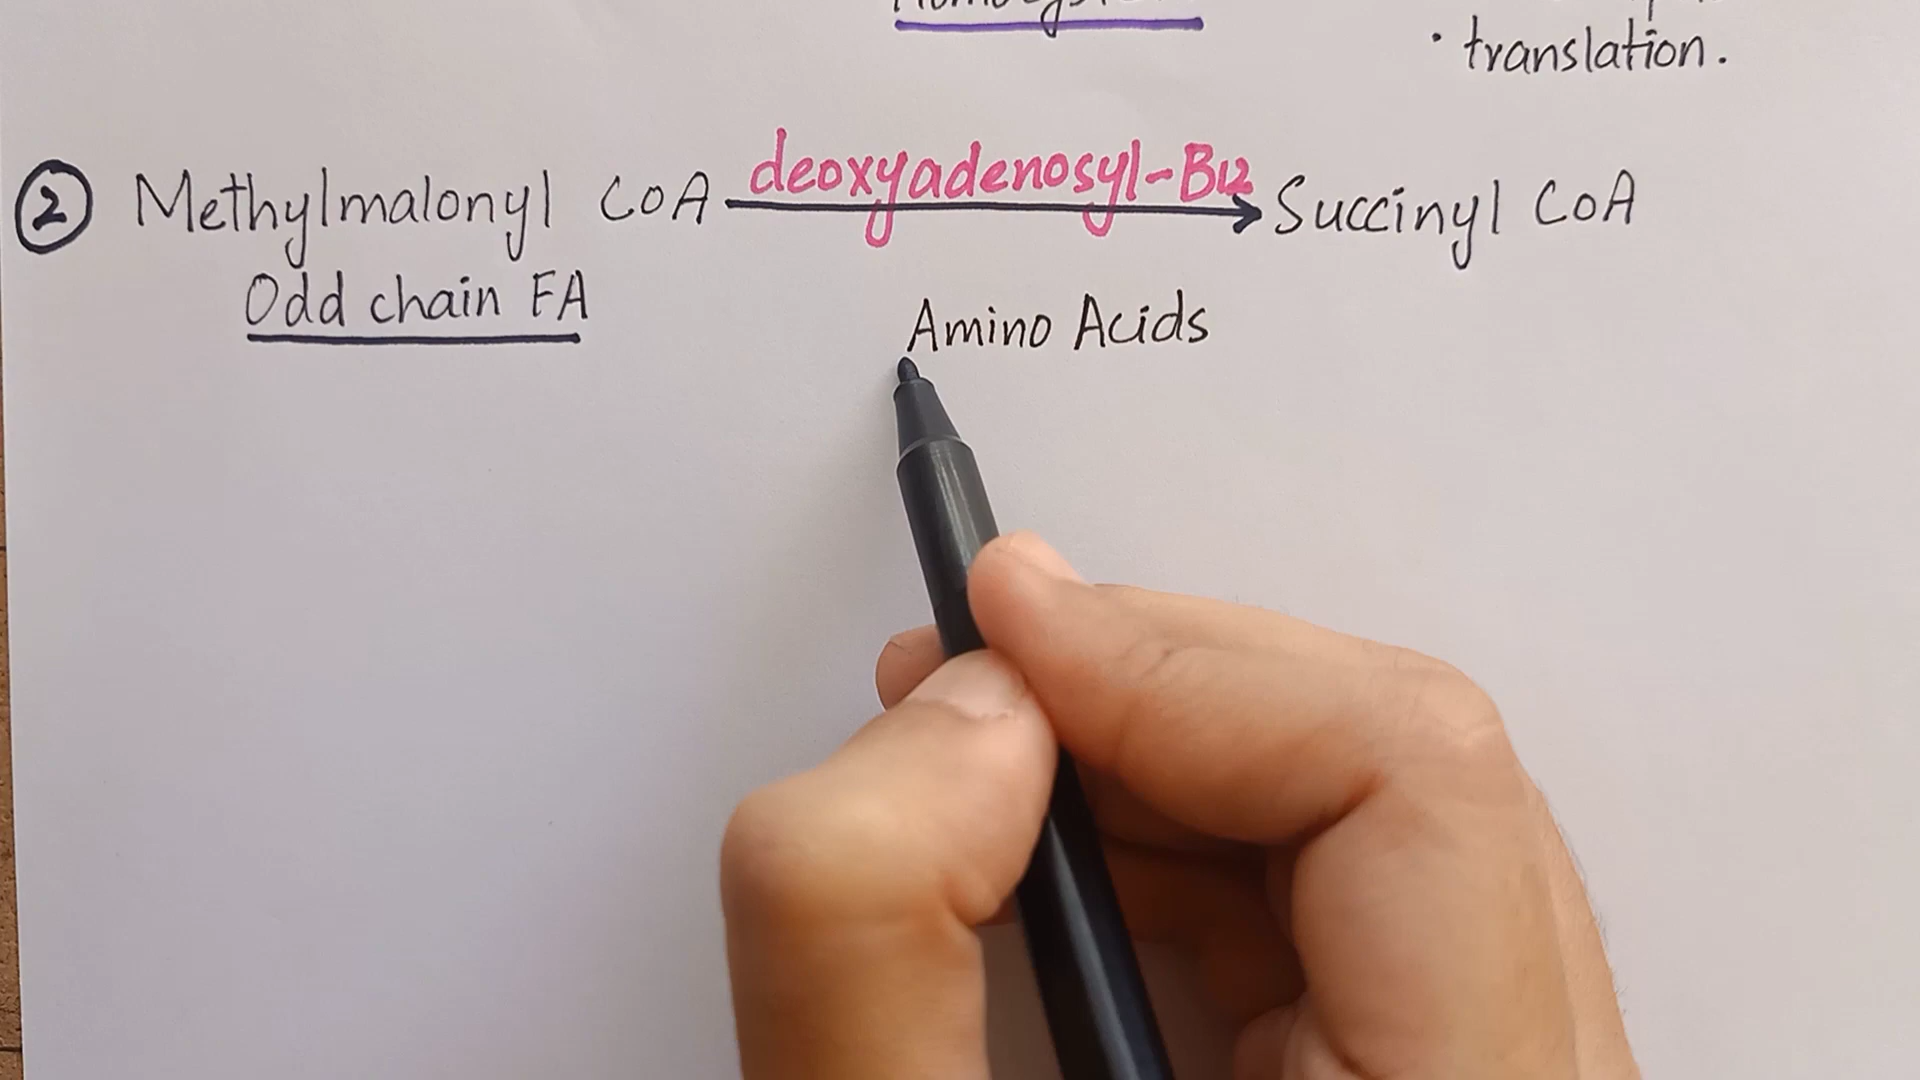 · translation.
② Methylmalonyl CoA deoxyadenosyl-B12 Succinyl CoA
Odd chain FA
Amino Acids